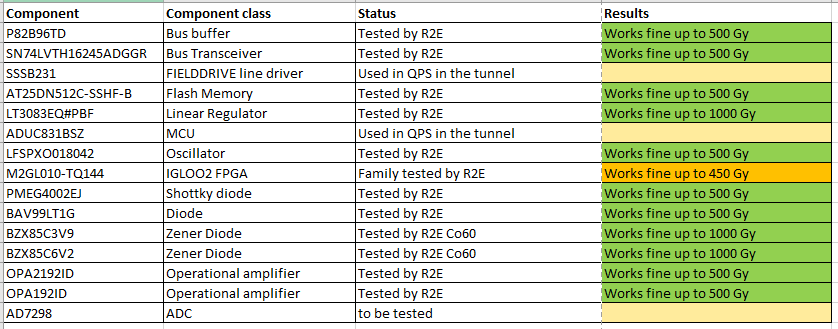 Component Component class Status Results
P82B96TD Bus buffer Tested by R2E Works fine up to 500 Gy
SN74LVTH16245ADGGR Bus Transceiver Tested by R2E Works fine up to 500 Gy
SSSB231 FIELDDRIVE line driver Used in QPS in the tunnel
AT25DN512C-SSHF-B Flash Memory Tested by R2E Works fine up to 500 Gy
LT3083EQ#PBF Linear Regulator Tested by R2E Works fine up to 1000 Gy
ADUC831BSZ MCU Used in QPS in the tunnel
LFSPXO018042 Oscillator Tested by R2E Works fine up to 500 Gy
M2GL010-TQ144 IGLOO2 FPGA Family tested by R2E Works fine up to 450 Gy
PMEG4002EJ Shottky diode Tested by R2E Works fine up to 500 Gy
BAV99LT1G Diode Tested by R2E Works fine up to 500 Gy
BZX85C3V9 Zener Diode Tested by R2E Co60 Works fine up to 1000 Gy
BZX85C6V2 Zener Diode Tested by R2E Co60 Works fine up to 1000 Gy
OPA2192ID Operational amplifier Tested by R2E Works fine up to 500 Gy
OPA192ID Operational amplifier Tested by R2E Works fine up to 500 Gy
AD7298 ADC to be tested